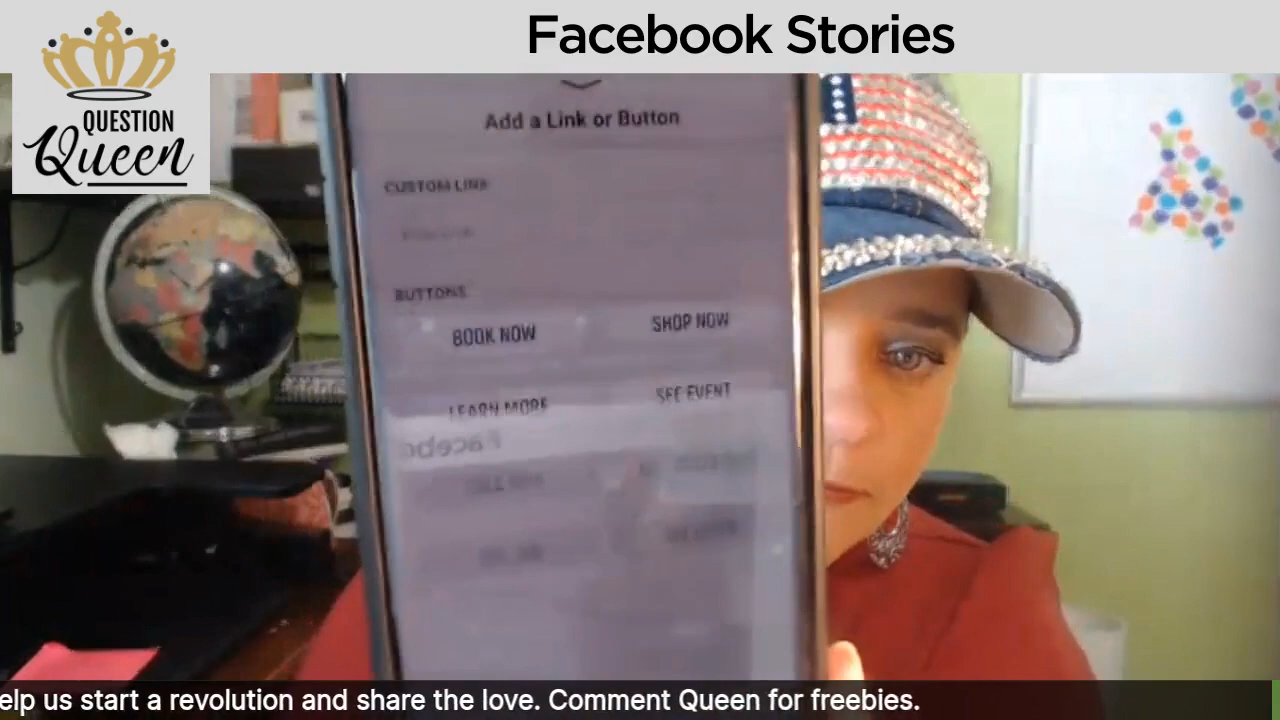 Facebook Stories
QUESTION
Queen
Add a Link or Button
CUSTOM LINK
BUTTONS
BOOK NOW
SHOP NOW
LEARN MORE
SEE EVENT
elp us start a revolution and share the love. Comment Queen for freebies.